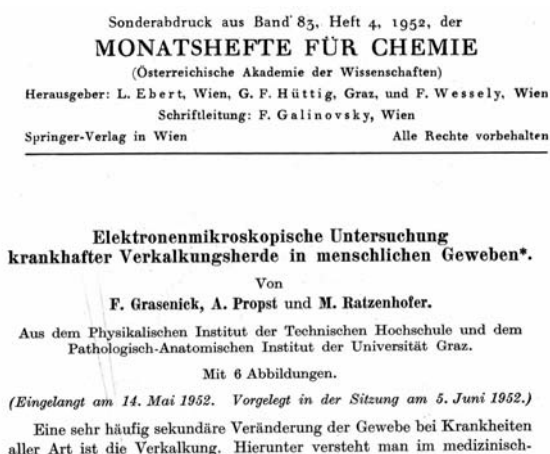 Sonderabdruck aus Band 83, Heft 4, 1952, der
MONATSHEFTE FÜR CHEMIE
(Österreichische Akademie der Wissenschaften)
Herausgeber: L. Ebert, Wien, G. F. Hüttig, Graz, und F. Wessely, Wien
Schriftleitung: F. Galinovsky, Wien
Springer-Verlag in Wien Alle Rechte vorbehalten
Elektronenmikroskopische Untersuchung
krankhafter Verkalkungsherde in menschlichen Geweben*.
Von
F. Grasenick, A. Propst und M. Ratzenhofer.
Aus dem Physikalischen Institut der Technischen Hochschule und dem
Pathologisch-Anatomischen Institut der Universität Graz.
Mit 6 Abbildungen.
(Eingelangt am 14. Mai 1952. Vorgelegt in der Sitzung am 5. Juni 1952.)
Eine sehr häufig sekundäre Veränderung der Gewebe bei Krankheiten
aller Art ist die Verkalkung. Hierunter versteht man im medizinisch-